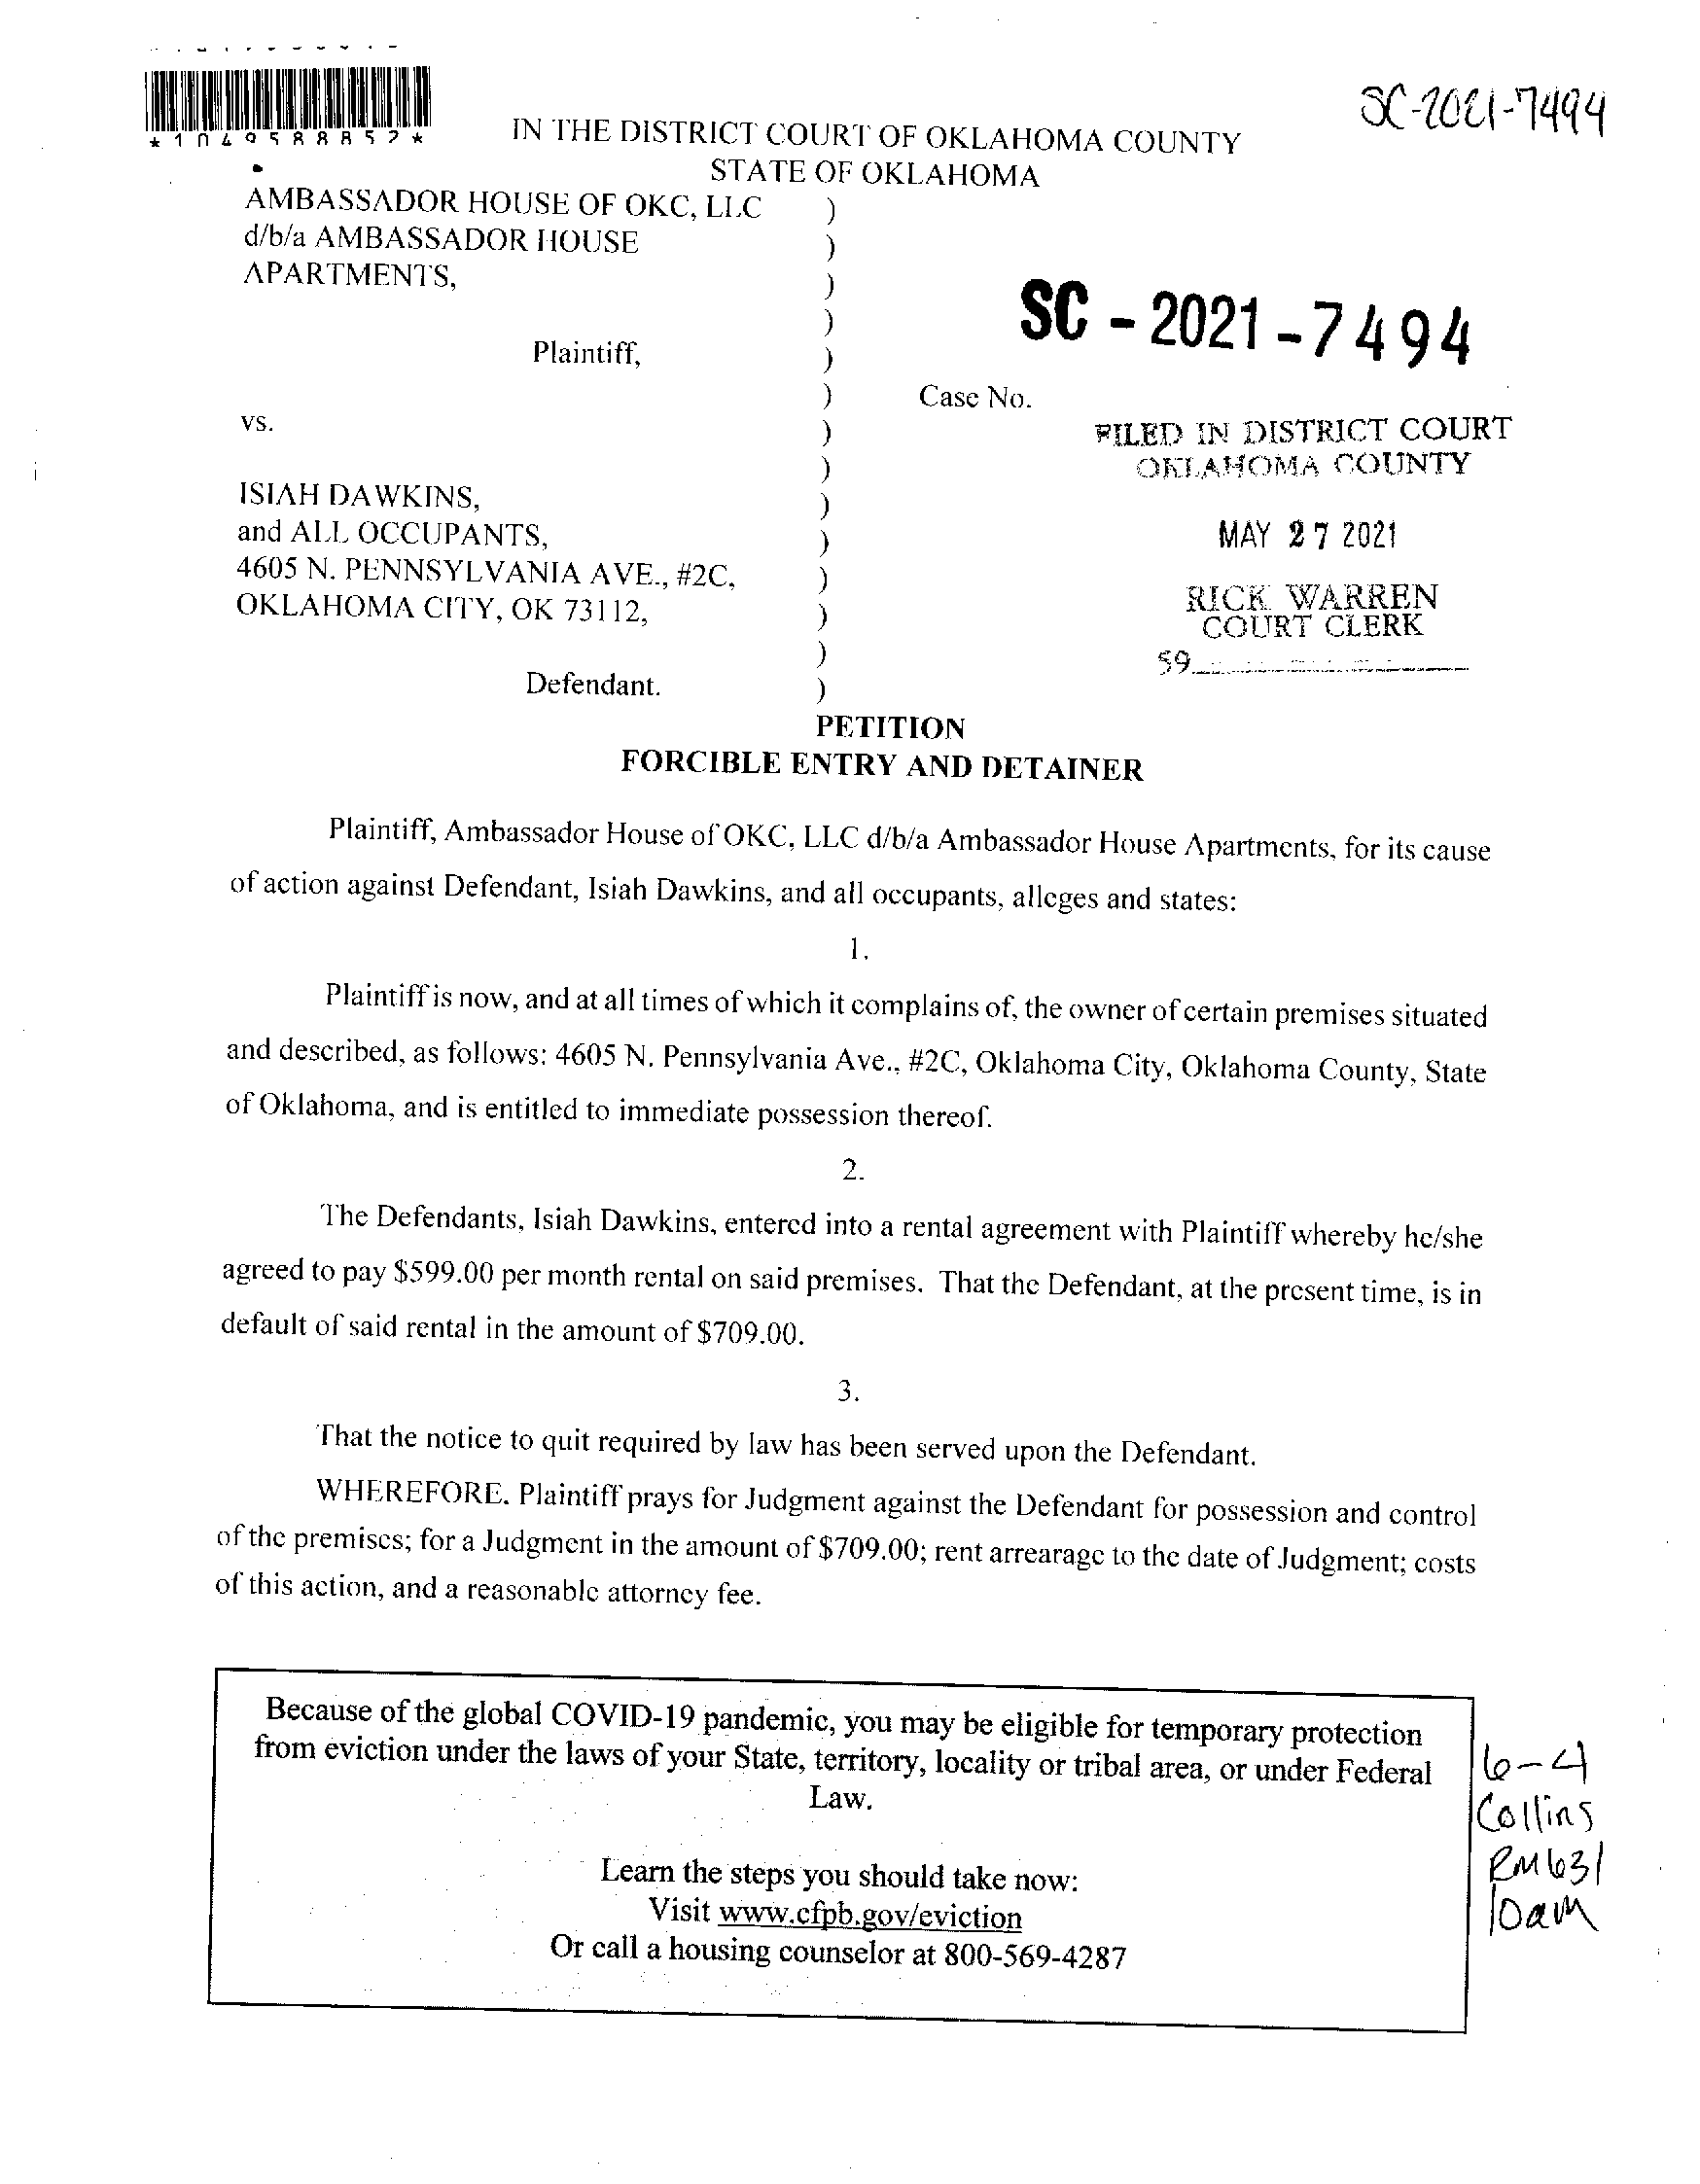 SC-2021-7494
*1049588852*
IN THE DISTRICT COURT OF OKLAHOMA COUNTY
STATE OF OKLAHOMA
AMBASSADOR HOUSE OF OKC, LLC )
d/b/a AMBASSADOR HOUSE )
APARTMENTS, )
)
Plaintiff, )
)
vs. )
)
ISIAH DAWKINS, )
and ALL OCCUPANTS, )
4605 N. PENNSYLVANIA AVE., #2C, )
OKLAHOMA CITY, OK 73112, )
)
Defendant. )
SC - 2021 - 7494
Case No.
FILED IN DISTRICT COURT
OKLAHOMA COUNTY
MAY 27 2021
RICK WARREN
COURT CLERK
59
PETITION
FORCIBLE ENTRY AND DETAINER
Plaintiff, Ambassador House of OKC, LLC d/b/a Ambassador House Apartments, for its cause
of action against Defendant, Isiah Dawkins, and all occupants, alleges and states:
1.
Plaintiff is now, and at all times of which it complains of, the owner of certain premises situated
and described, as follows: 4605 N. Pennsylvania Ave., #2C, Oklahoma City, Oklahoma County, State
of Oklahoma, and is entitled to immediate possession thereof.
2.
The Defendants, Isiah Dawkins, entered into a rental agreement with Plaintiff whereby he/she
agreed to pay $599.00 per month rental on said premises. That the Defendant, at the present time, is in
default of said rental in the amount of $709.00.
3.
That the notice to quit required by law has been served upon the Defendant.
WHEREFORE. Plaintiff prays for Judgment against the Defendant for possession and control
of the premises; for a Judgment in the amount of $709.00; rent arrearage to the date of Judgment; costs
of this action, and a reasonable attorney fee.
Because of the global COVID-19 pandemic, you may be eligible for temporary protection
from eviction under the laws of your State, territory, locality or tribal area, or under Federal
Law.
Learn the steps you should take now:
Visit www.cfpb.gov/eviction
Or call a housing counselor at 800-569-4287
6-4
Collins
RM 631
10am